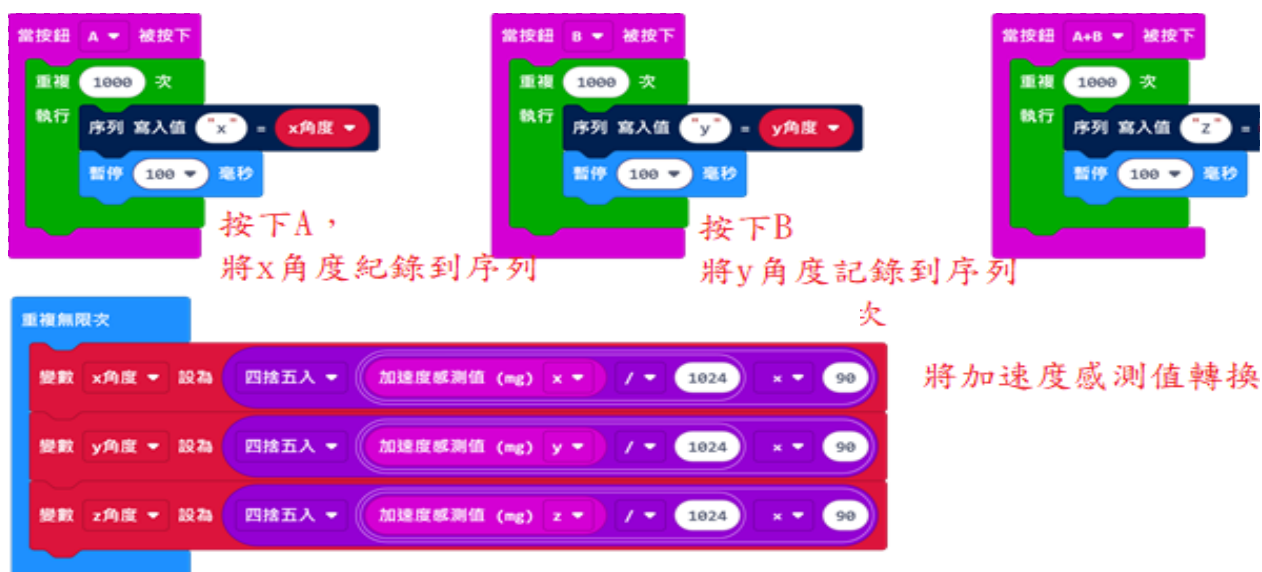 當按鈕 A 被按下
重複 1000 次
執行
序列 寫入值 "x" = x角度
暫停 100 毫秒
按下A，
將x角度紀錄到序列
當按鈕 B 被按下
重複 1000 次
執行
序列 寫入值 "y" = y角度
暫停 100 毫秒
按下B
將y角度記錄到序列
次
當按鈕 A+B 被按下
重複 1000 次
執行
序列 寫入值 "z" =
暫停 100 毫秒
重複無限次
變數 x角度 設為 四捨五入 加速度感測值 (mg) x / 1024 × 90
變數 y角度 設為 四捨五入 加速度感測值 (mg) y / 1024 × 90
變數 z角度 設為 四捨五入 加速度感測值 (mg) z / 1024 × 90
將加速度感測值轉換